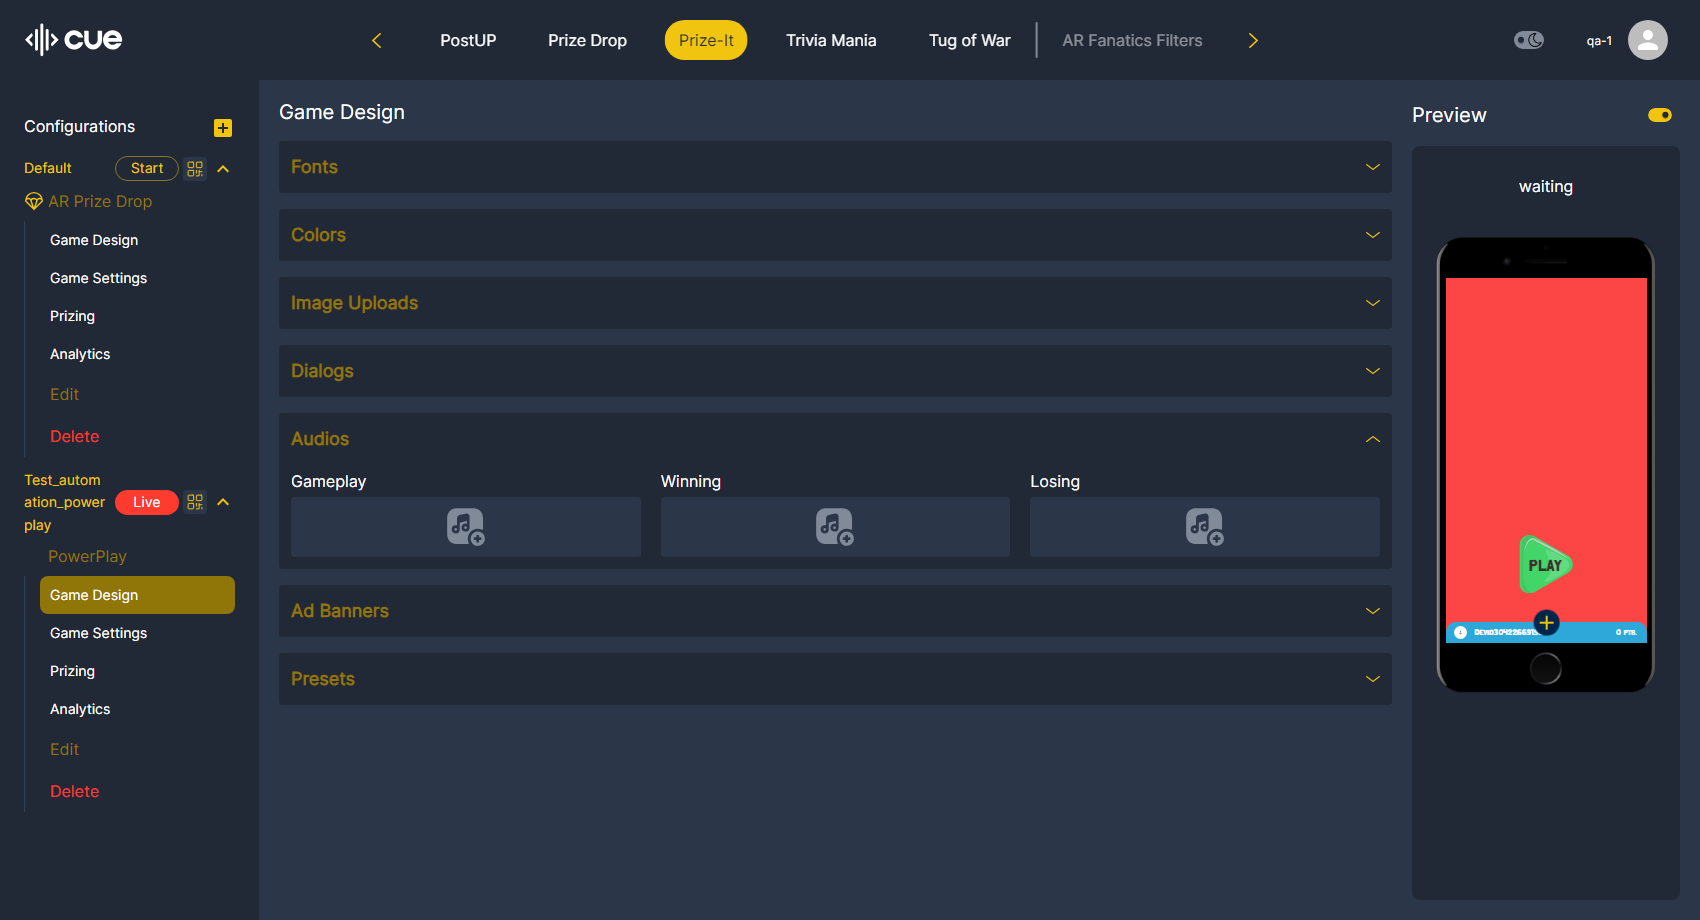 cue
PostUP
Prize Drop
Prize-It
Trivia Mania
Tug of War
AR Fanatics Filters
qa-1
Configurations
Default
Start
AR Prize Drop
Game Design
Game Settings
Prizing
Analytics
Edit
Delete
Test_autom
ation_power
play
Live
PowerPlay
Game Design
Game Settings
Prizing
Analytics
Edit
Delete
Game Design
Fonts
Colors
Image Uploads
Dialogs
Audios
Gameplay
Winning
Losing
Ad Banners
Presets
Preview
waiting
PLAY
0 PTS.